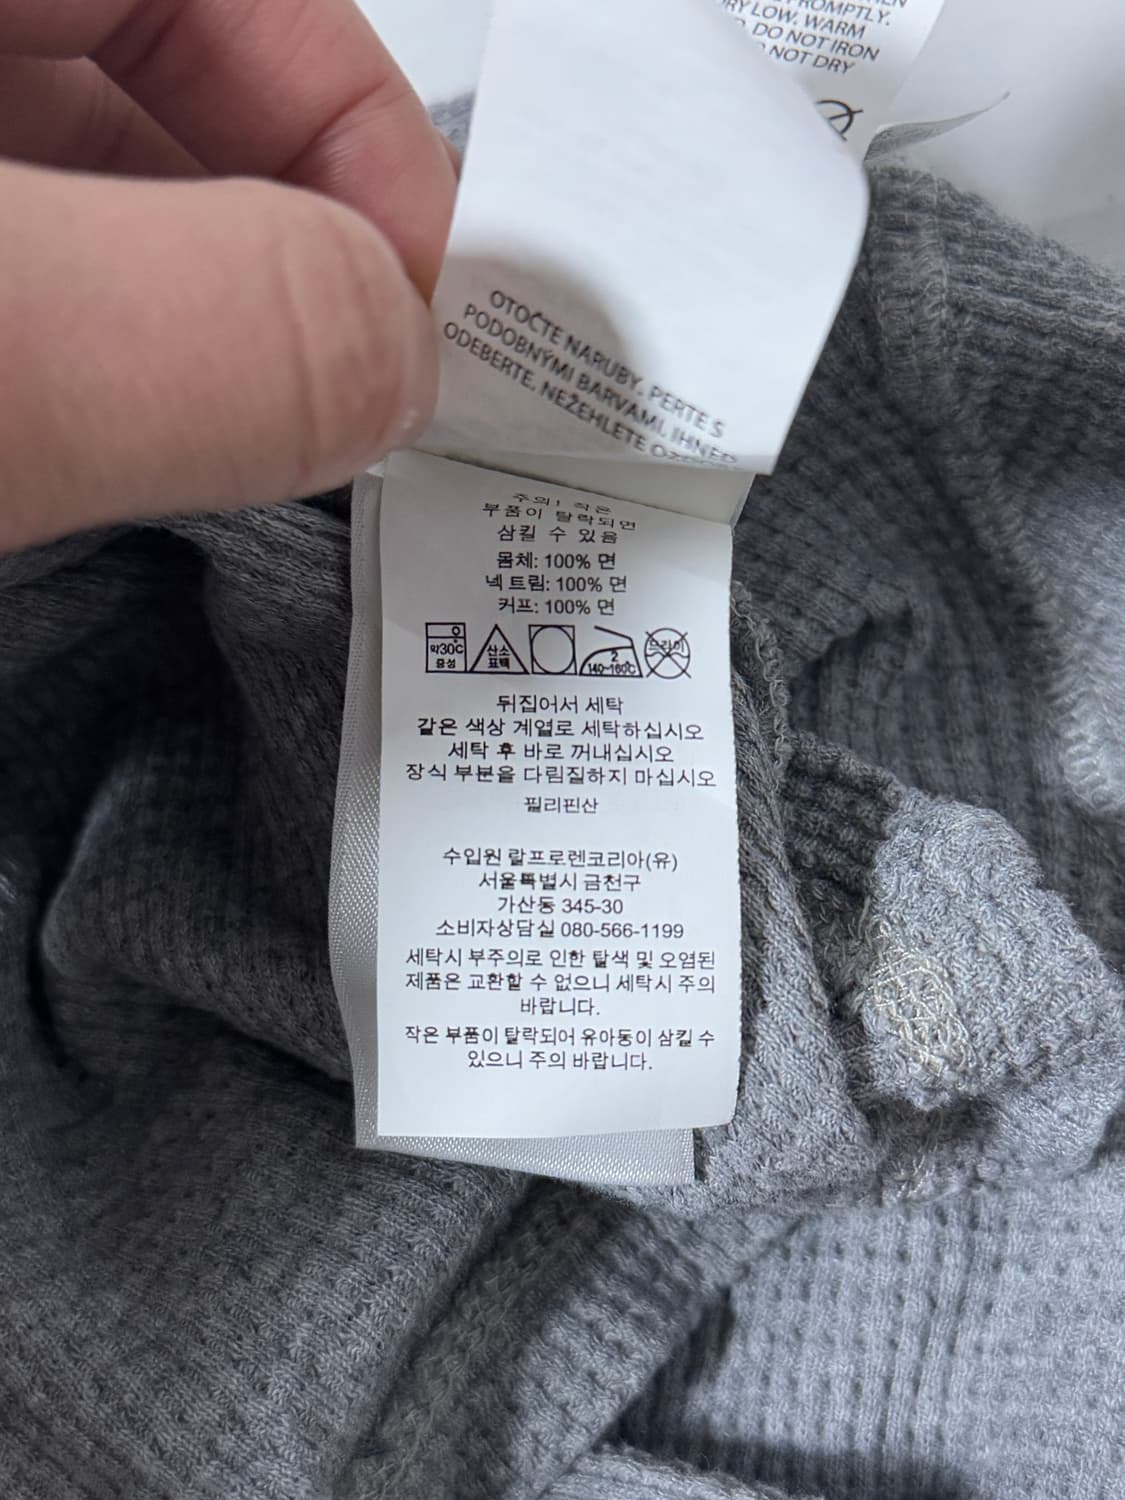 PROMPTLY.
DRY LOW. WARM
DO NOT IRON
NOT DRY
OTOČTE NARUBY. PERTE S
PODOBNÝMI BARVAMI. IHNED
ODEBERTE. NEŽEHLETE
주의! 작은
부품이 탈락되면
삼킬 수 있음
몸체: 100% 면
넥트림: 100% 면
커프: 100% 면
약30℃ 중성
산소 표백
2 140~160℃
드라이
뒤집어서 세탁
같은 색상 계열로 세탁하십시오
세탁 후 바로 꺼내십시오
장식 부분을 다림질하지 마십시오
필리핀산
수입원 랄프로렌코리아(유)
서울특별시 금천구
가산동 345-30
소비자상담실 080-566-1199
세탁시 부주의로 인한 탈색 및 오염된
제품은 교환할 수 없으니 세탁시 주의
바랍니다.
작은 부품이 탈락되어 유아동이 삼킬 수
있으니 주의 바랍니다.